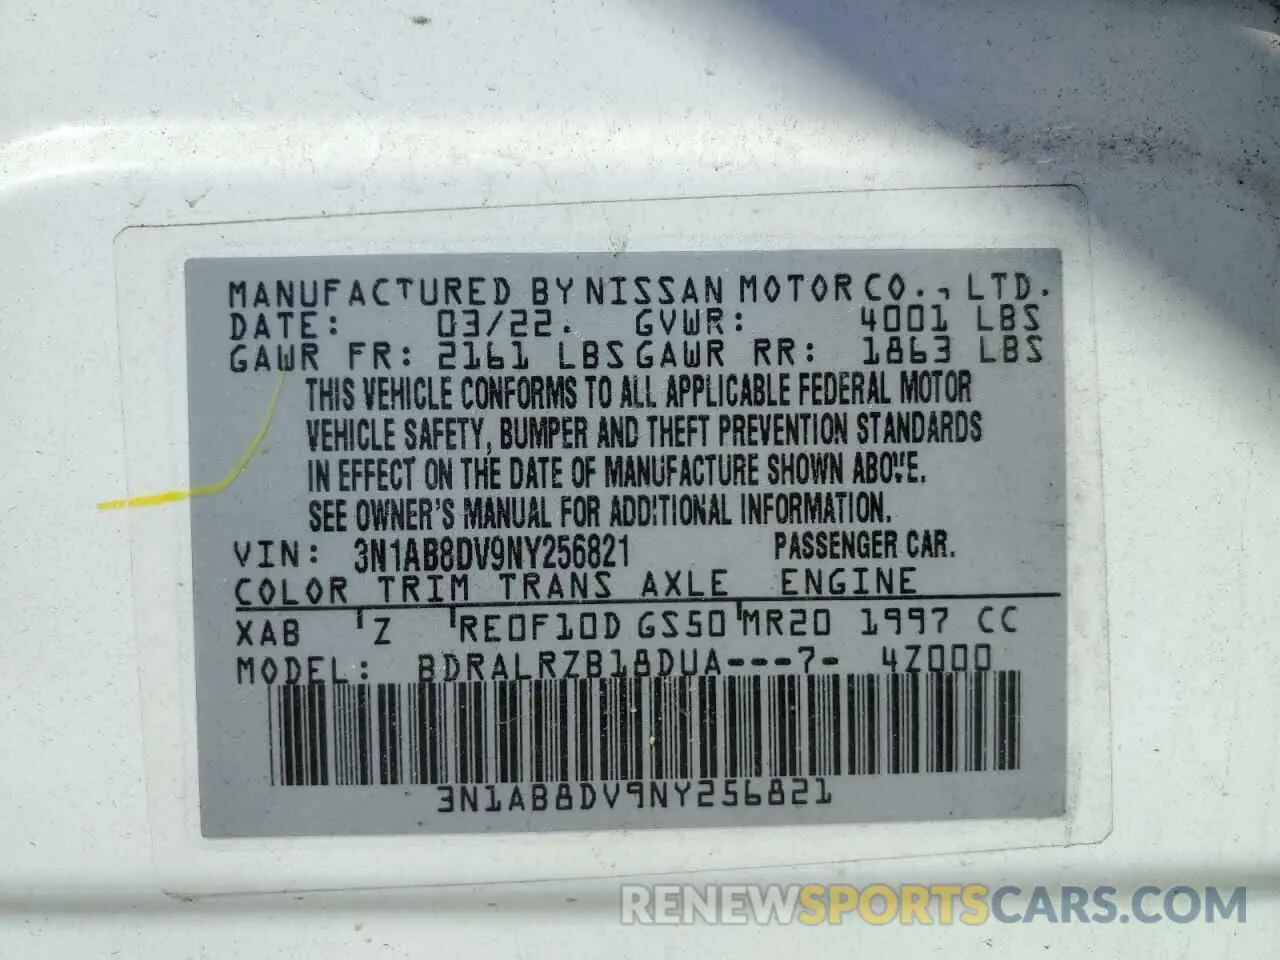 MANUFACTURED BY NISSAN MOTOR CO., LTD.
DATE: 03/22. GVWR: 4001 LBS
GAWR FR: 2161 LBS GAWR RR: 1863 LBS
THIS VEHICLE CONFORMS TO ALL APPLICABLE FEDERAL MOTOR
VEHICLE SAFETY, BUMPER AND THEFT PREVENTION STANDARDS
IN EFFECT ON THE DATE OF MANUFACTURE SHOWN ABOVE.
SEE OWNER'S MANUAL FOR ADDITIONAL INFORMATION.
VIN: 3N1AB8DV9NY256821 PASSENGER CAR.
COLOR TRIM TRANS AXLE ENGINE
XAB Z RE0F10D GS50 MR20 1997 CC
MODEL: BDRALRZB18DUA---7- 4Z000
3N1AB8DV9NY256821
RENEWSPORTSCARS.COM